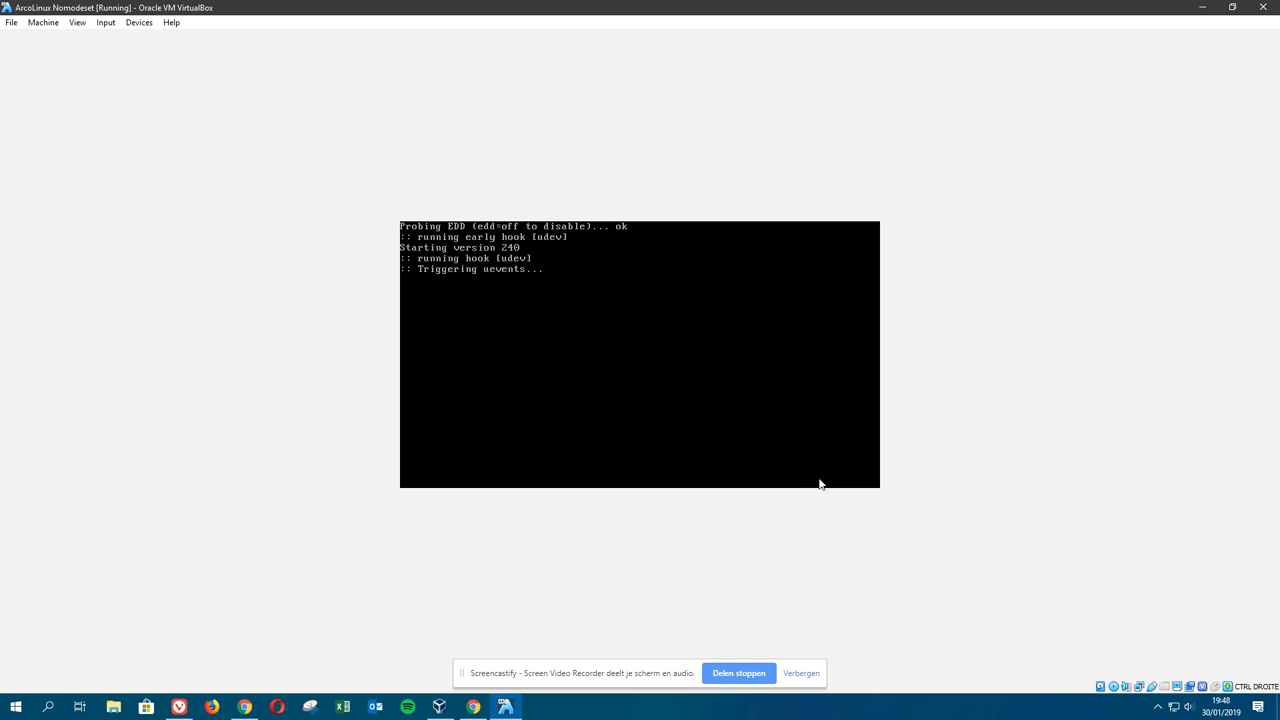 ArcoLinux Nomodeset [Running] - Oracle VM VirtualBox
File Machine View Input Devices Help
Probing EDD (edd=off to disable)... ok
:: running early hook [udev]
Starting version 240
:: running hook [udev]
:: Triggering uevents...
Screencastify - Screen Video Recorder deelt je scherm en audio. Delen stoppen Verbergen
CTRL DROITE
19:48
30/01/2019